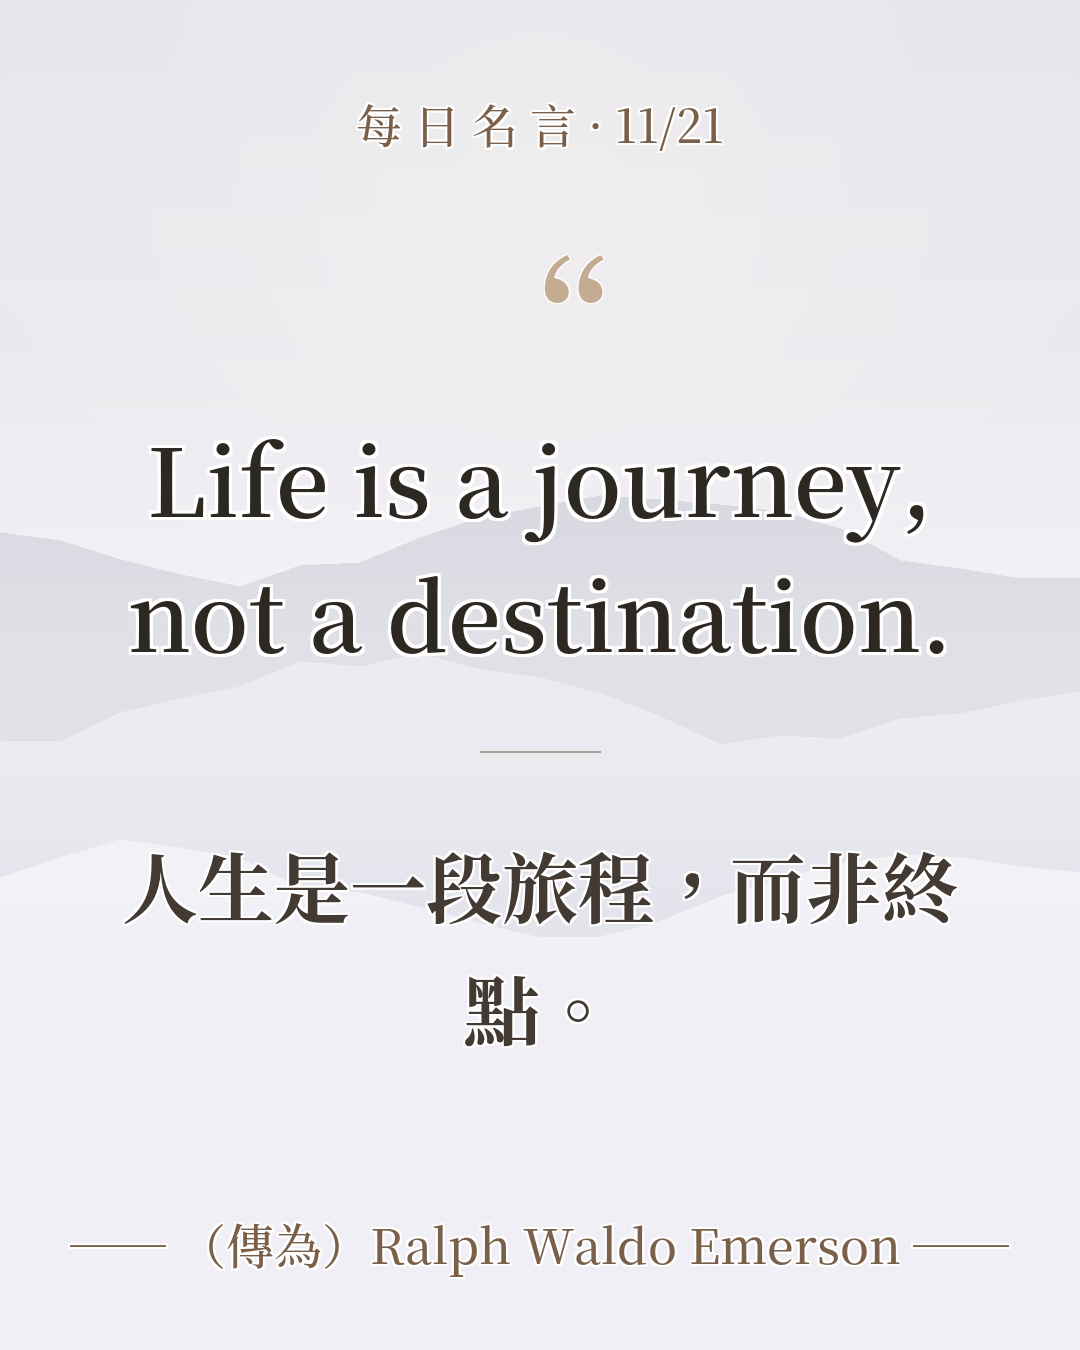 每日名言·11/21
“
Life is a journey,
not a destination.
人生是一段旅程，而非終
點。
——（傳為）Ralph Waldo Emerson——